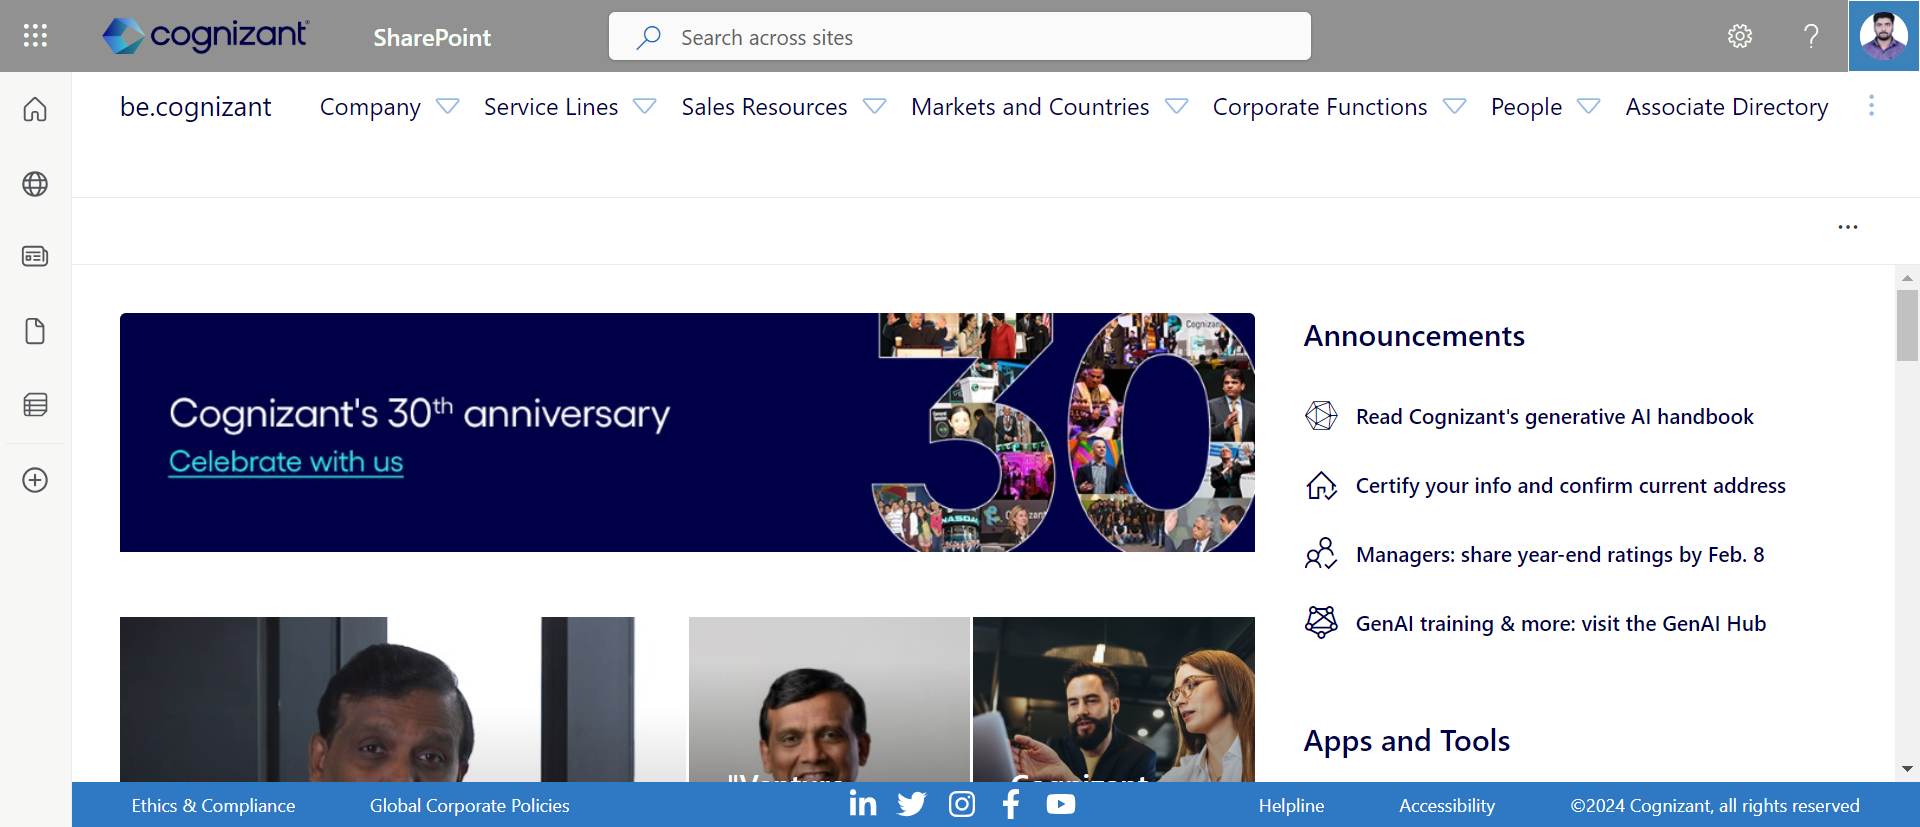 cognizant
SharePoint
Search across sites
be.cognizant
Company
Service Lines
Sales Resources
Markets and Countries
Corporate Functions
People
Associate Directory
Cognizant's 30th anniversary
Celebrate with us
Announcements
Read Cognizant's generative AI handbook
Certify your info and confirm current address
Managers: share year-end ratings by Feb. 8
GenAI training & more: visit the GenAI Hub
"Venture
Cognizant
Apps and Tools
Ethics & Compliance
Global Corporate Policies
Helpline
Accessibility
©2024 Cognizant, all rights reserved